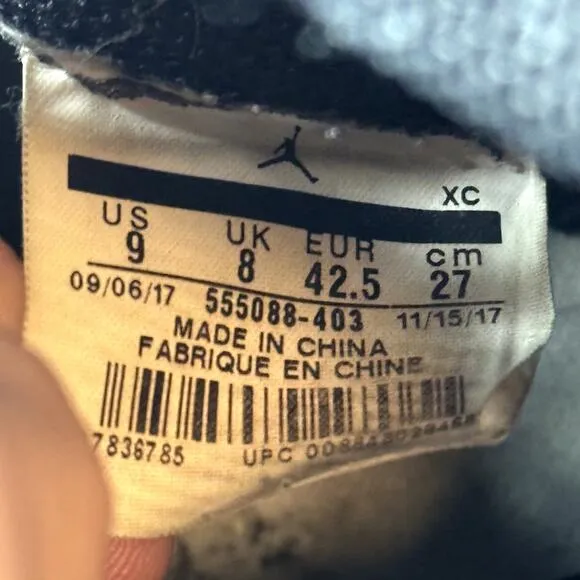 XC
US UK EUR cm
9 8 42.5 27
09/06/17 555088-403 11/15/17
MADE IN CHINA
FABRIQUE EN CHINE
7836785 UPC